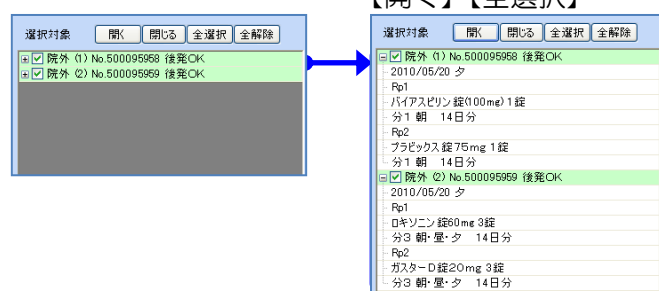 【開く】【全選択】
選択対象 開く 閉じる 全選択 全解除
院外 (1) No.500095958 後発OK
院外 (2) No.500095959 後発OK
選択対象 開く 閉じる 全選択 全解除
院外 (1) No.500095958 後発OK
2010/05/20 夕
Rp1
バイアスピリン錠(100mg) 1錠
分1 朝 14日分
Rp2
プラビックス錠75mg 1錠
分1 朝 14日分
院外 (2) No.500095959 後発OK
2010/05/20 夕
Rp1
ロキソニン錠60mg 3錠
分3 朝・昼・夕 14日分
Rp2
ガスターD錠20mg 3錠
分3 朝・昼・夕 14日分